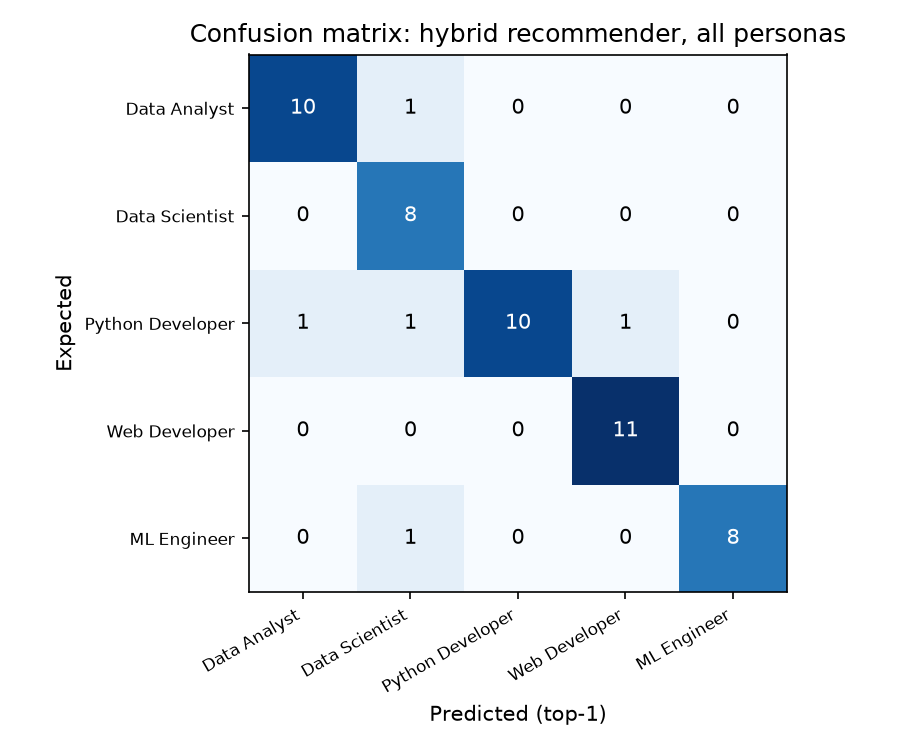 Confusion matrix: hybrid recommender, all personas
Data Analyst 10 1 0 0 0
Data Scientist 0 8 0 0 0
Expected
Python Developer 1 1 10 1 0
Web Developer 0 0 0 11 0
ML Engineer 0 1 0 0 8
Data Analyst Data Scientist Python Developer Web Developer ML Engineer
Predicted (top-1)